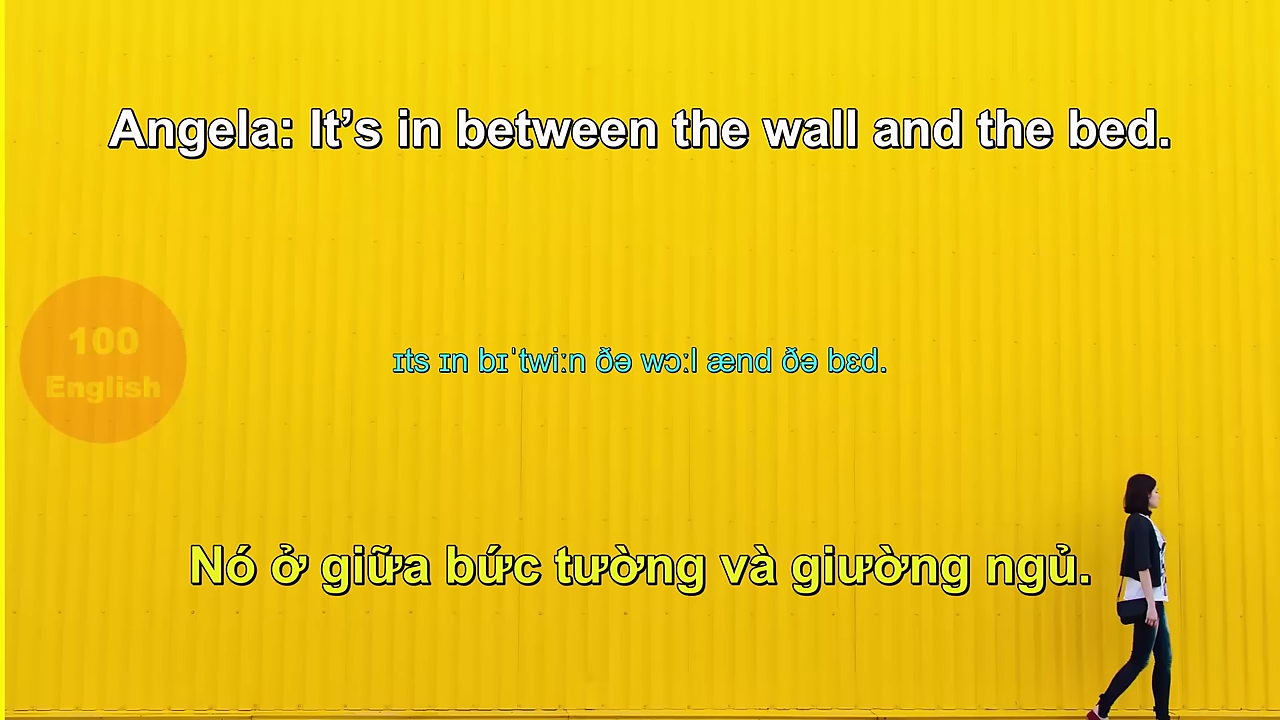 Angela: It’s in between the wall and the bed.
100
English
ɪts ɪn bɪˈtwiːn ðə wɔːl ænd ðə bɛd.
Nó ở giữa bức tường và giường ngủ.